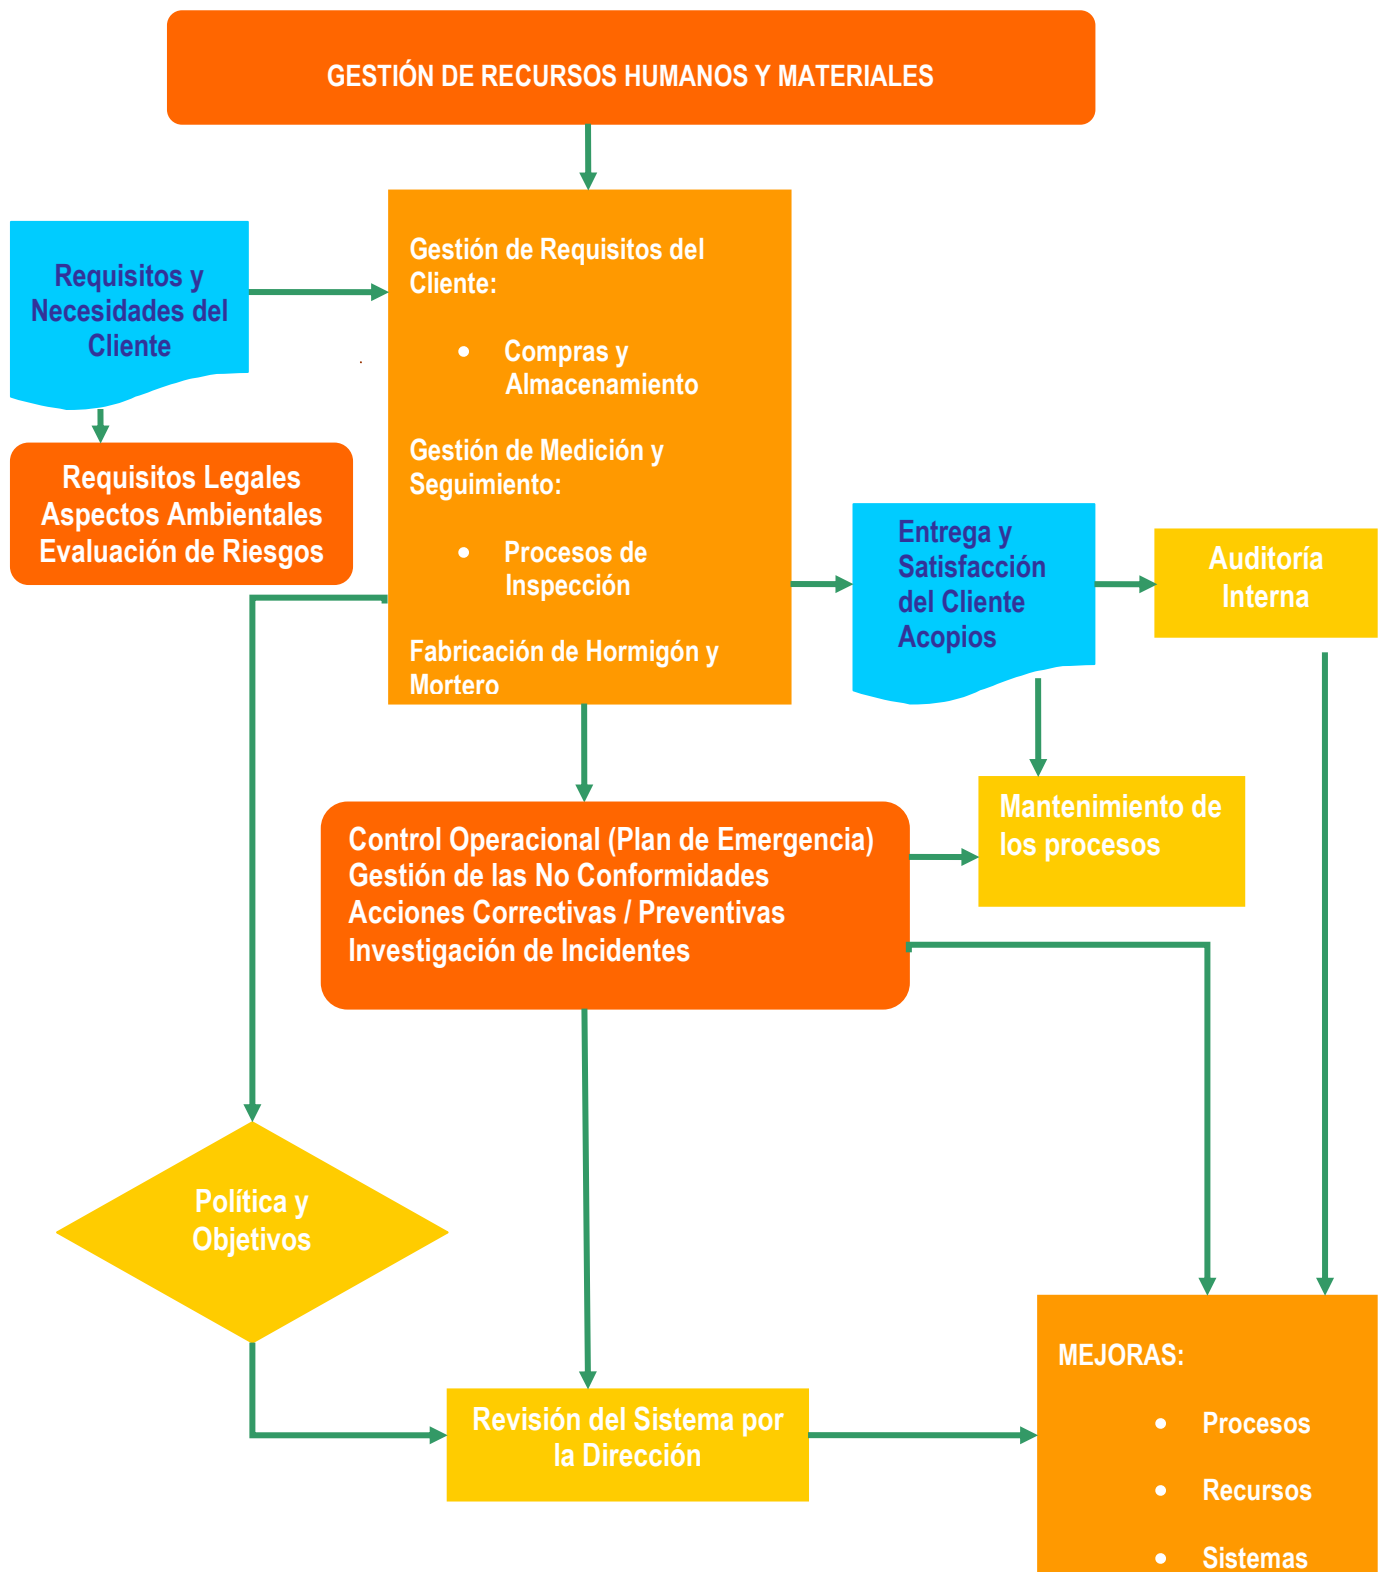 GESTIÓN DE RECURSOS HUMANOS Y MATERIALES
Requisitos y
Necesidades del
Cliente
Requisitos Legales
Aspectos Ambientales
Evaluación de Riesgos
Gestión de Requisitos del
Cliente:
• Compras y
Almacenamiento
Gestión de Medición y
Seguimiento:
• Procesos de
Inspección
Fabricación de Hormigón y
Mortero
Entrega y
Satisfacción
del Cliente
Acopios
Auditoría
Interna
Mantenimiento de
los procesos
Control Operacional (Plan de Emergencia)
Gestión de las No Conformidades
Acciones Correctivas / Preventivas
Investigación de Incidentes
Política y
Objetivos
Revisión del Sistema por
la Dirección
MEJORAS:
• Procesos
• Recursos
• Sistemas